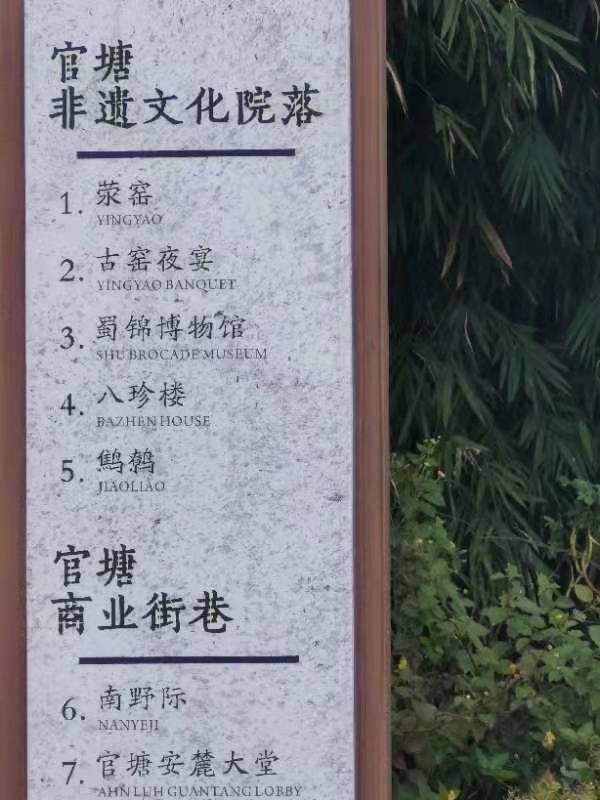 官塘
非遗文化院落
1. 荥窑
YINGYAO
2. 古窑夜宴
YINGYAO BANQUET
3. 蜀锦博物馆
SHU BROCADE MUSEUM
4. 八珍楼
BAZHEN HOUSE
5. 鹪鹩
JIAOLIAO
官塘
商业街巷
6. 南野际
NANYEJI
7. 官塘安麓大堂
AHN LUH GUANTANG LOBBY